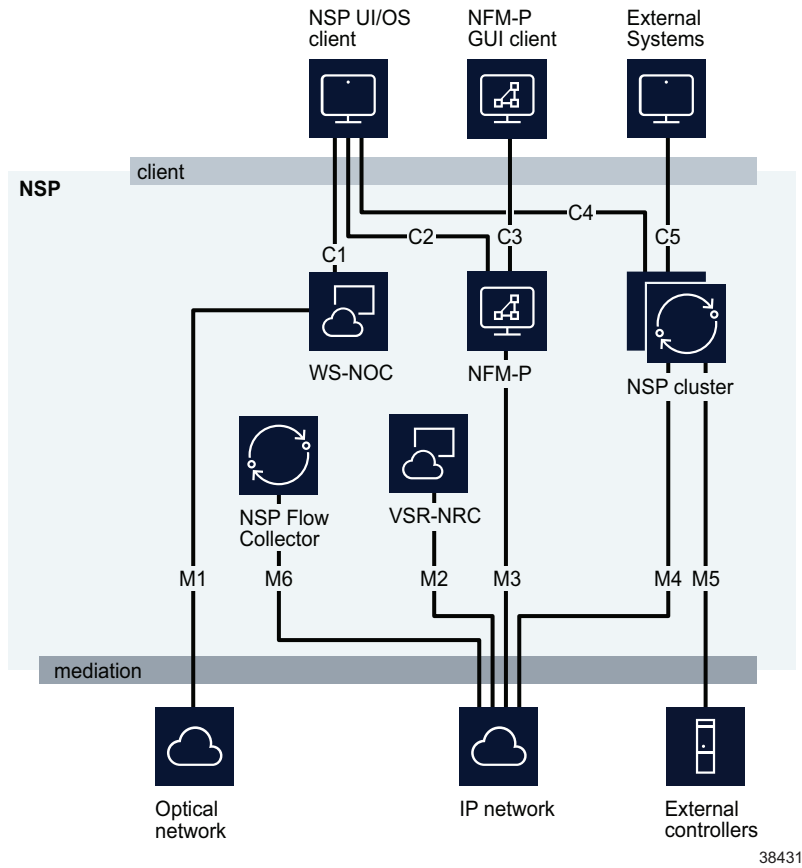 NSP UI/OS
client
NFM-P
GUI client
External
Systems
client
NSP
C4
C2
C3
C5
C1
WS-NOC
NFM-P
NSP cluster
NSP Flow
Collector
VSR-NRC
M1
M6
M2
M3
M4
M5
mediation
Optical
network
IP network
External
controllers
38431